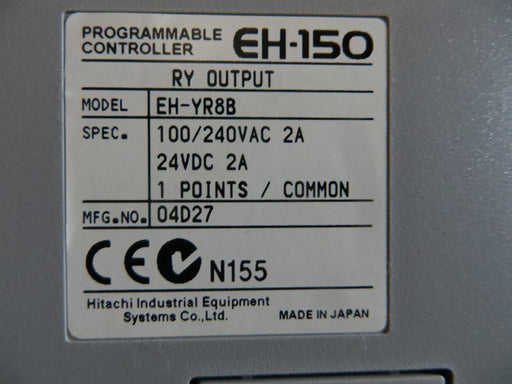 PROGRAMMABLE CONTROLLER EH-150
RY OUTPUT
MODEL EH-YR8B
SPEC. 100/240VAC 2A
24VDC 2A
1 POINTS / COMMON
MFG.NO. 04D27
CE N155
Hitachi Industrial Equipment
Systems Co.,Ltd. MADE IN JAPAN